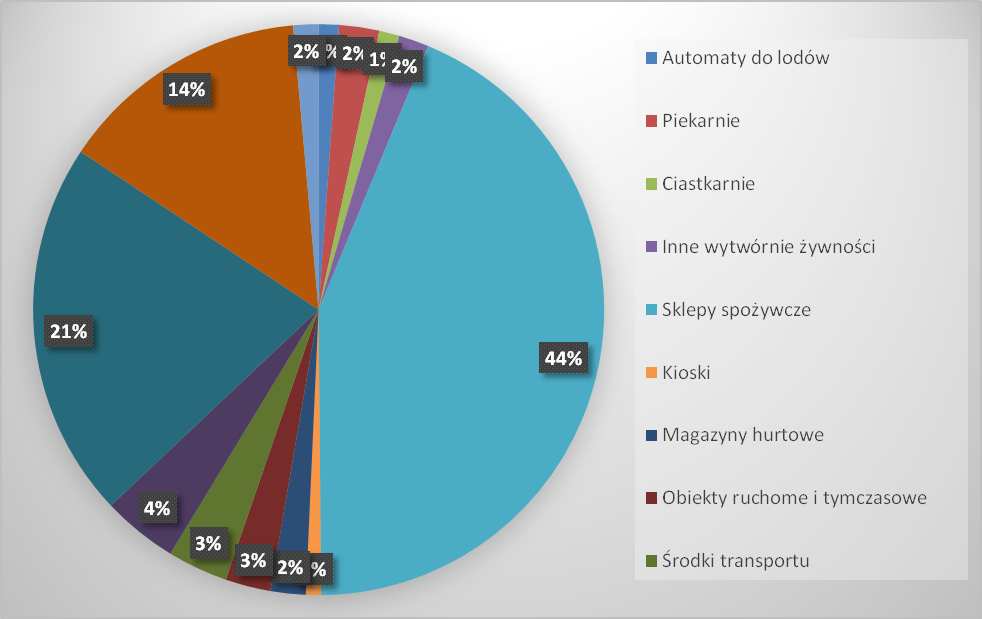 2%
%
2%
1%
2%
14%
21%
44%
4%
3%
3%
2%
%
Automaty do lodów
Piekarnie
Ciastkarnie
Inne wytwórnie żywności
Sklepy spożywcze
Kioski
Magazyny hurtowe
Obiekty ruchome i tymczasowe
Środki transportu